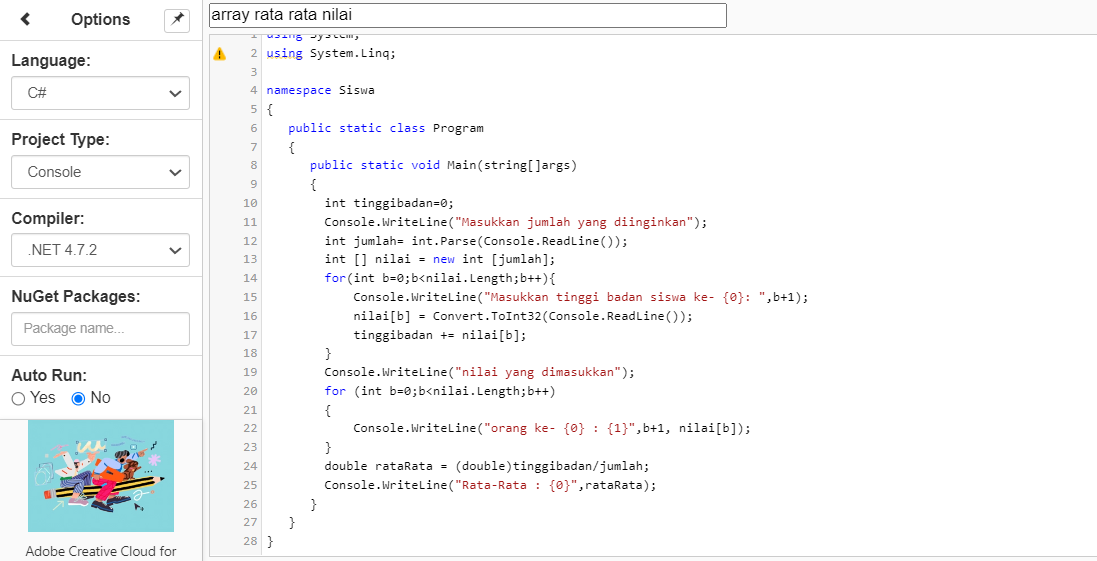 Options
Language:
C#
Project Type:
Console
Compiler:
.NET 4.7.2
NuGet Packages:
Package name...
Auto Run:
Yes No
Adobe Creative Cloud for
array rata rata nilai
1 using System;
2 using System.Linq;
3
4 namespace Siswa
5 {
6 public static class Program
7 {
8 public static void Main(string[]args)
9 {
10 int tinggibadan=0;
11 Console.WriteLine("Masukkan jumlah yang diinginkan");
12 int jumlah= int.Parse(Console.ReadLine());
13 int [] nilai = new int [jumlah];
14 for(int b=0;b<nilai.Length;b++){
15 Console.WriteLine("Masukkan tinggi badan siswa ke- {0}: ",b+1);
16 nilai[b] = Convert.ToInt32(Console.ReadLine());
17 tinggibadan += nilai[b];
18 }
19 Console.WriteLine("nilai yang dimasukkan");
20 for (int b=0;b<nilai.Length;b++)
21 {
22 Console.WriteLine("orang ke- {0} : {1}",b+1, nilai[b]);
23 }
24 double rataRata = (double)tinggibadan/jumlah;
25 Console.WriteLine("Rata-Rata : {0}",rataRata);
26 }
27 }
28 }